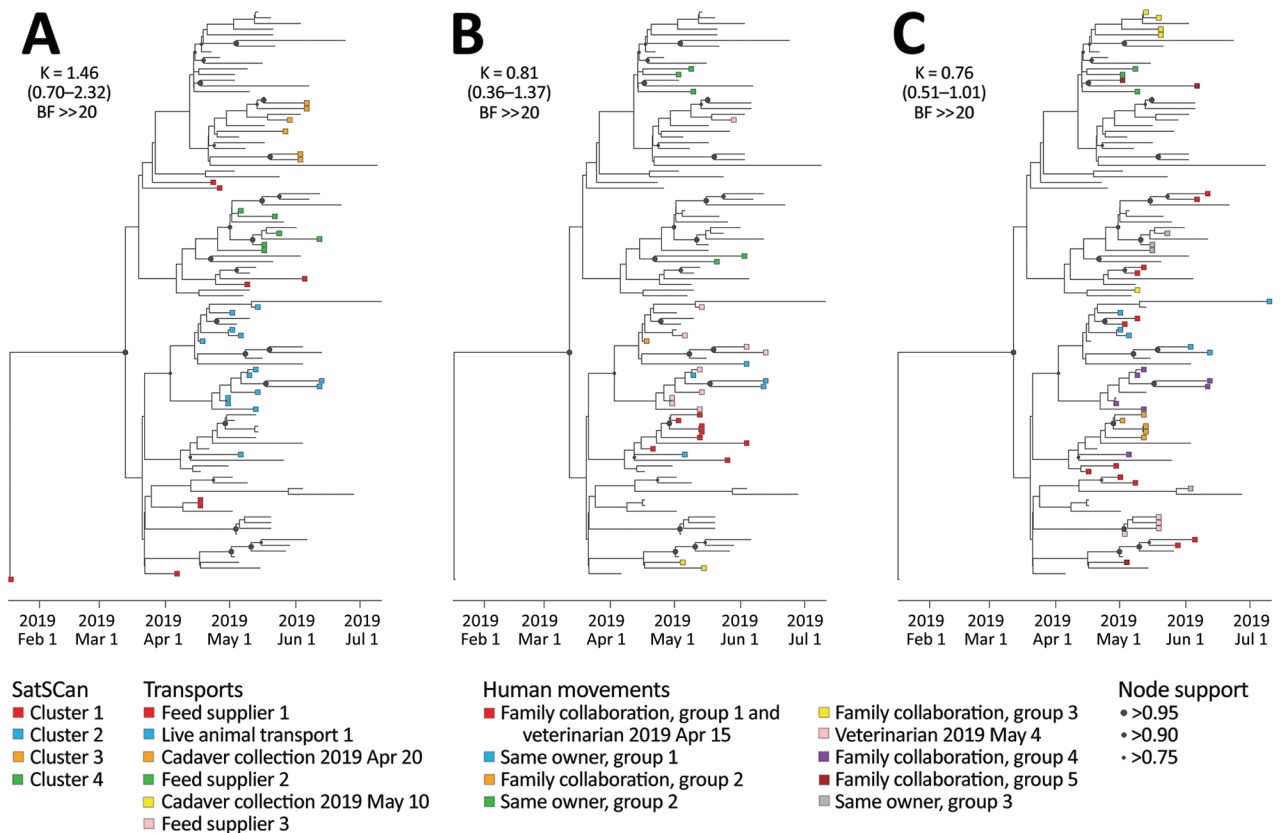 A
K = 1.46
(0.70–2.32)
BF >>20
B
K = 0.81
(0.36–1.37)
BF >>20
C
K = 0.76
(0.51–1.01)
BF >>20
2019 2019 2019 2019 2019 2019
Feb 1 Mar 1 Apr 1 May 1 Jun 1 Jul 1
2019 2019 2019 2019 2019 2019
Feb 1 Mar 1 Apr 1 May 1 Jun 1 Jul 1
2019 2019 2019 2019 2019 2019
Feb 1 Mar 1 Apr 1 May 1 Jun 1 Jul 1
SatSCan
Cluster 1
Cluster 2
Cluster 3
Cluster 4
Transports
Feed supplier 1
Live animal transport 1
Cadaver collection 2019 Apr 20
Feed supplier 2
Cadaver collection 2019 May 10
Feed supplier 3
Human movements
Family collaboration, group 1 and
veterinarian 2019 Apr 15
Same owner, group 1
Family collaboration, group 2
Same owner, group 2
Family collaboration, group 3
Veterinarian 2019 May 4
Family collaboration, group 4
Family collaboration, group 5
Same owner, group 3
Node support
>0.95
>0.90
>0.75